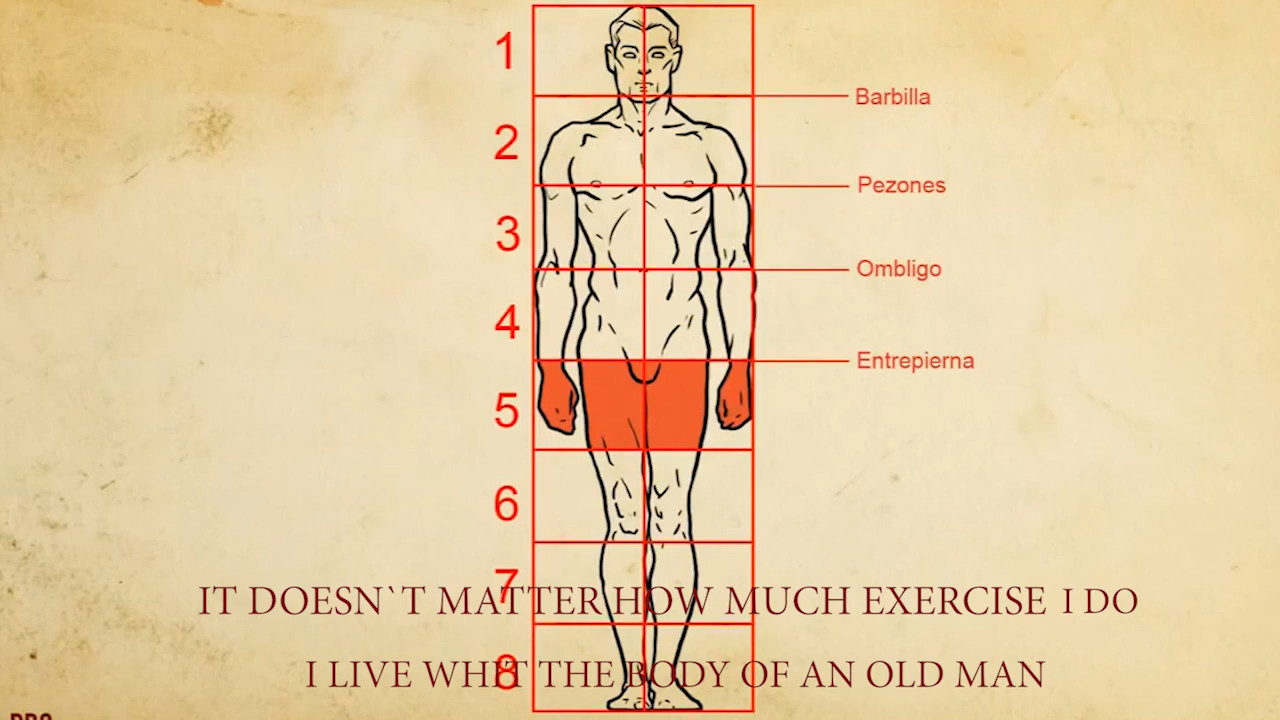 1
Barbilla
2
Pezones
3
Ombligo
4
Entrepierna
5
6
7
IT DOESN`T MATTER HOW MUCH EXERCISE I DO
8
I LIVE WHIT THE BODY OF AN OLD MAN